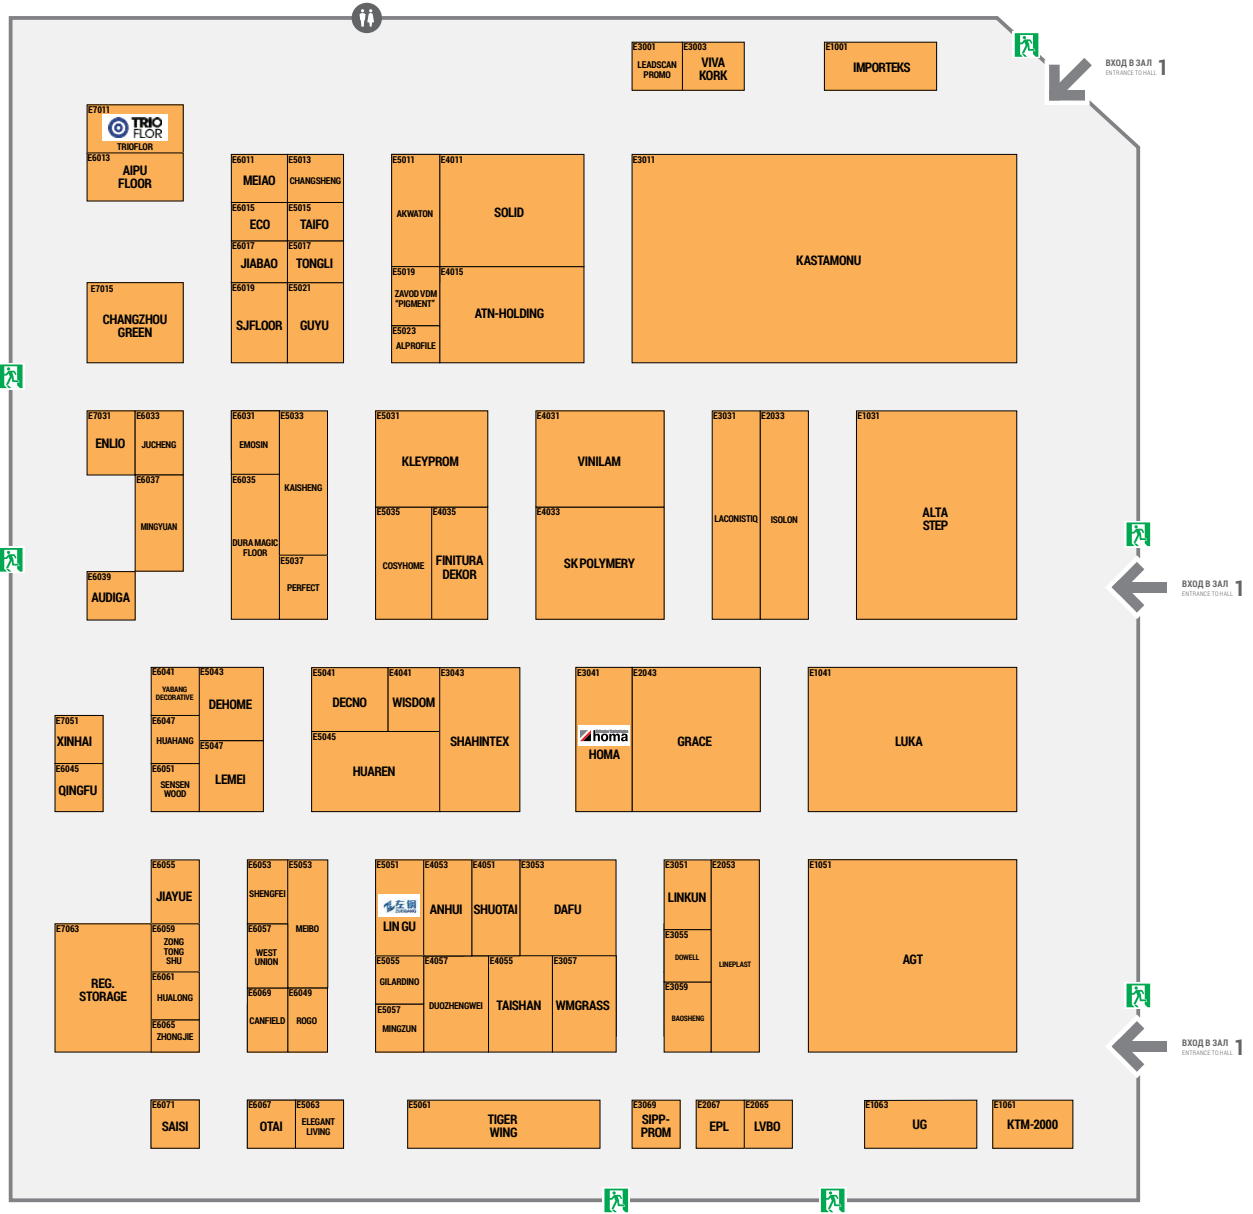 E3001
LEADSCAN
PROMO
E3003
VIVA
KORK
E1001
IMPORTEKS
ВХОД В ЗАЛ 1
ENTRANCE TO HALL
E7011
TRIO
FLOR
TRIOFLOR
E6013
AIPU
FLOOR
E6011
MEIAO
E5013
CHANGSHENG
E6015
ECO
E5015
TAIFO
E6017
JIABAO
E5017
TONGLI
E6019
SJFLOOR
E5021
GUYU
E5011
AKWATON
E4011
SOLID
E5019
ZAVOD VDM
"PIGMENT"
E4015
ATN-HOLDING
E5023
ALPROFILE
E3011
KASTAMONU
E7015
CHANGZHOU
GREEN
E7031
ENLIO
E6033
JUCHENG
E6037
MINGYUAN
E6039
AUDIGA
E6031
EMOSIN
E5033
KAISHENG
E6035
DURA MAGIC
FLOOR
E5037
PERFECT
E5031
KLEYPROM
E5035
COSYHOME
E4035
FINITURA
DEKOR
E4031
VINILAM
E4033
SK POLYMERY
E3031
LACONISTIQ
E2033
ISOLON
E1031
ALTA
STEP
ВХОД В ЗАЛ 1
ENTRANCE TO HALL
E7051
XINHAI
E6045
QINGFU
E6041
YABANG
DECORATIVE
E5043
DEHOME
E6047
HUAHANG
E5047
LEMEI
E6051
SENSEN
WOOD
E5041
DECNO
E4041
WISDOM
E3043
SHAHINTEX
E5045
HUAREN
E3041
homa
HOMA
E2043
GRACE
E1041
LUKA
E6055
JIAYUE
E7063
REG.
STORAGE
E6059
ZONG
TONG
SHU
E6061
HUALONG
E6065
ZHONGJIE
E6053
SHENGFEI
E5053
MEIBO
E6057
WEST
UNION
E6069
CANFIELD
E6049
ROGO
E5051
左钢
ZUOGANG
LIN GU
E4053
ANHUI
E4051
SHUOTAI
E3053
DAFU
E5055
GILARDINO
E4057
DUOZHENGWEI
E4055
TAISHAN
E3057
WMGRASS
E5057
MINGZUN
E3051
LINKUN
E2053
LINEPLAST
E3055
DOWELL
E3059
BAOSHENG
E1051
AGT
ВХОД В ЗАЛ 1
ENTRANCE TO HALL
E6071
SAISI
E6067
OTAI
E5063
ELEGANT
LIVING
E5061
TIGER
WING
E3069
SIPP-
PROM
E2067
EPL
E2065
LVBO
E1063
UG
E1061
KTM-2000